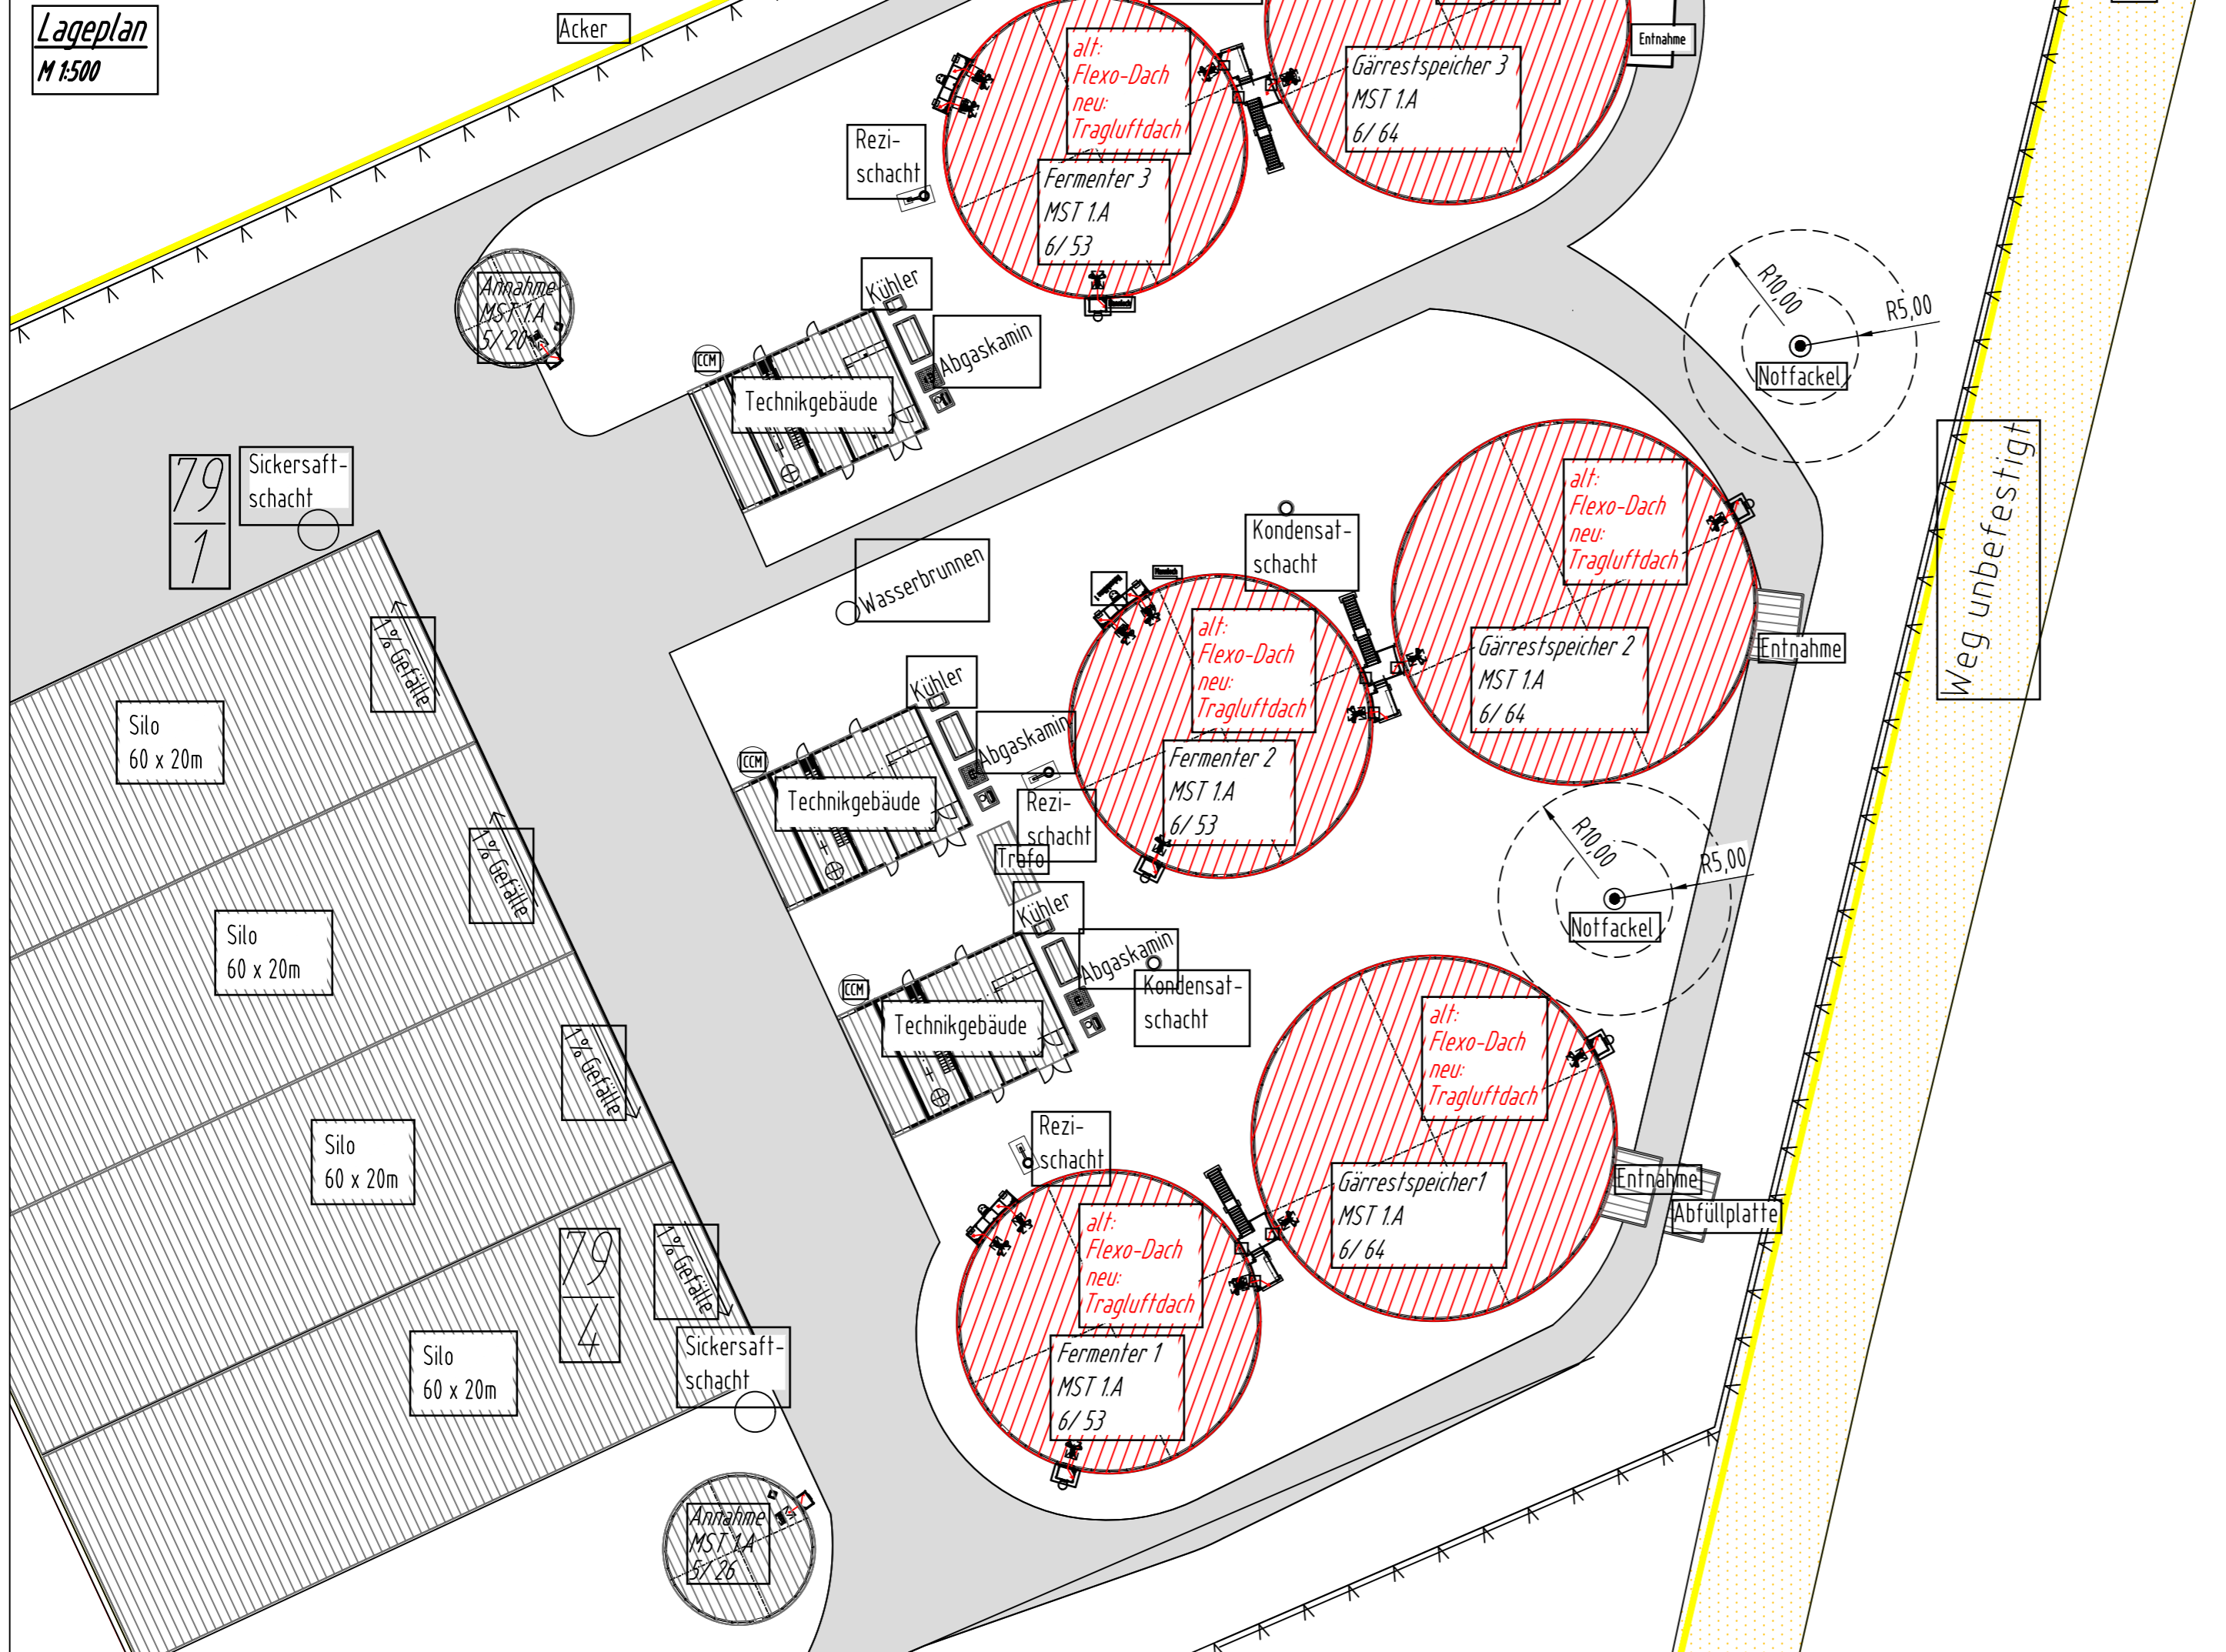 Lageplan
M 1:500
Acker
Entnahme
alt:
Flexo-Dach
neu:
Tragluftdach
Gärrestspeicher 3
MST 1.A
6/ 64
Rezi-
schacht
Fermenter 3
MST 1.A
6/ 53
Annahme
MST 1.A
5/ 20
Kühler
Abgaskamin
CCM
Technikgebäude
R10,00
R5,00
Notfackel
79
1
Sickersaft-
schacht
Weg unbefestigt
alt:
Flexo-Dach
neu:
Tragluftdach
Gärrestspeicher 2
MST 1.A
6/ 64
Entnahme
Kondensat-
schacht
Wasserbrunnen
alt:
Flexo-Dach
neu:
Tragluftdach
Fermenter 2
MST 1.A
6/ 53
1% Gefälle
Silo
60 x 20m
Kühler
Abgaskamin
CCM
Technikgebäude
Rezi-
schacht
Trafo
1% Gefälle
Silo
60 x 20m
R10,00
R5,00
Notfackel
Kühler
Abgaskamin
CCM
Technikgebäude
Kondensat-
schacht
alt:
Flexo-Dach
neu:
Tragluftdach
Gärrestspeicher1
MST 1.A
6/ 64
Entnahme
Abfüllplatte
1% Gefälle
Silo
60 x 20m
Rezi-
schacht
alt:
Flexo-Dach
neu:
Tragluftdach
Fermenter 1
MST 1.A
6/ 53
79
4
1% Gefälle
Silo
60 x 20m
Sickersaft-
schacht
Annahme
MST 1.A
5/ 26